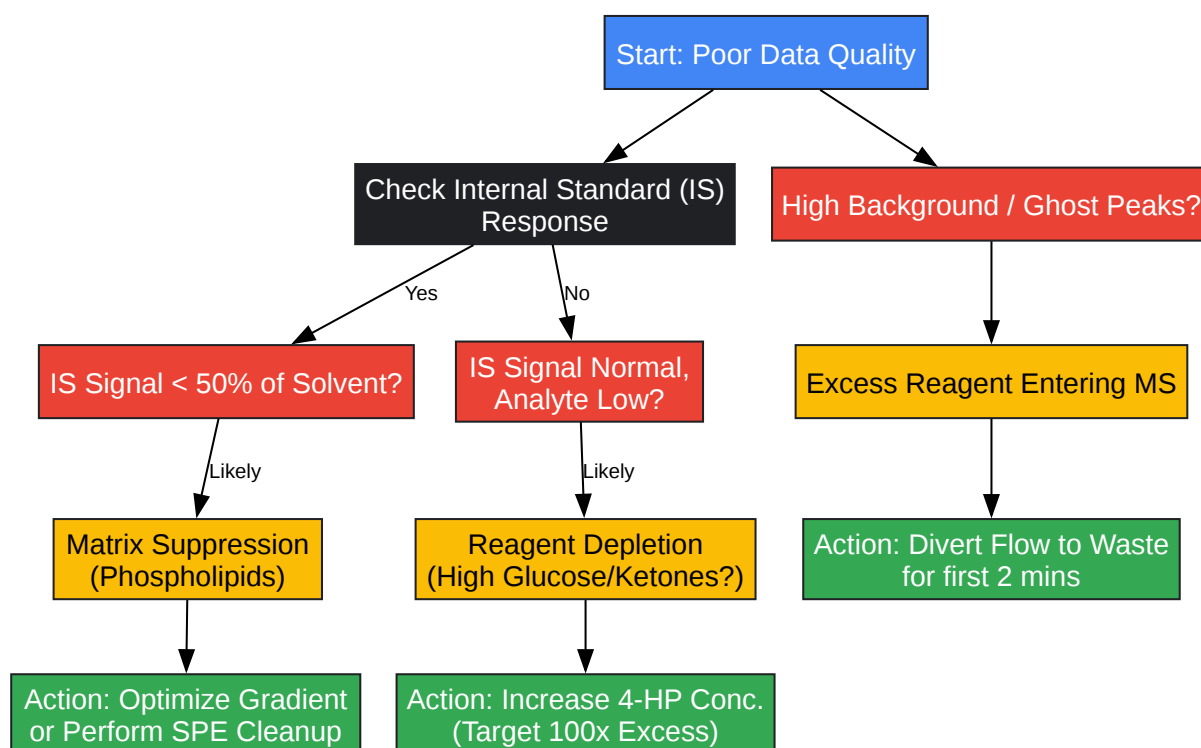 Start: Poor Data Quality
Check Internal Standard (IS)
Response
High Background / Ghost Peaks?
Yes
No
IS Signal < 50% of Solvent?
IS Signal Normal,
Analyte Low?
Excess Reagent Entering MS
Likely
Likely
Matrix Suppression
(Phospholipids)
Reagent Depletion
(High Glucose/Ketones?)
Action: Divert Flow to Waste
for first 2 mins
Action: Optimize Gradient
or Perform SPE Cleanup
Action: Increase 4-HP Conc.
(Target 100x Excess)